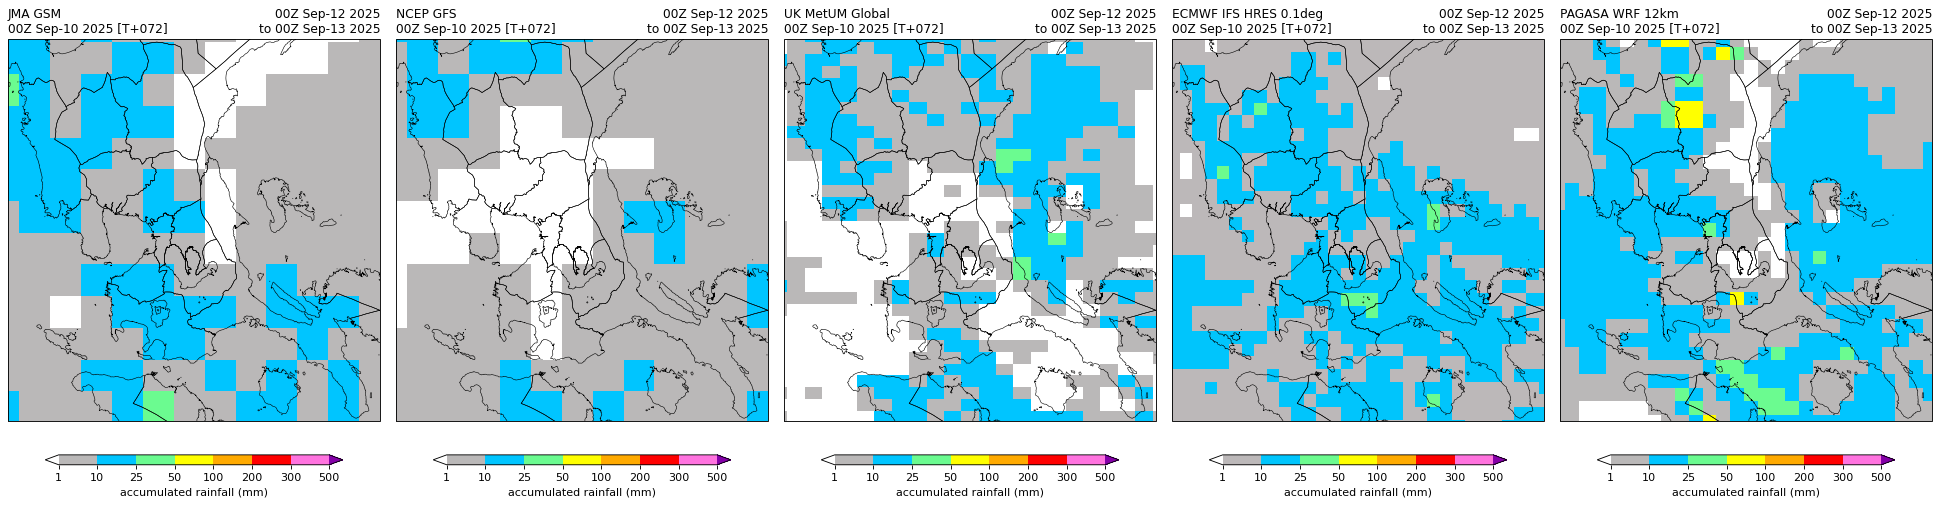 JMA GSM 00Z Sep-12 2025
00Z Sep-10 2025 [T+072] to 00Z Sep-13 2025
1 10 25 50 100 200 300 500
accumulated rainfall (mm)
NCEP GFS 00Z Sep-12 2025
00Z Sep-10 2025 [T+072] to 00Z Sep-13 2025
1 10 25 50 100 200 300 500
accumulated rainfall (mm)
UK MetUM Global 00Z Sep-12 2025
00Z Sep-10 2025 [T+072] to 00Z Sep-13 2025
1 10 25 50 100 200 300 500
accumulated rainfall (mm)
ECMWF IFS HRES 0.1deg 00Z Sep-12 2025
00Z Sep-10 2025 [T+072] to 00Z Sep-13 2025
1 10 25 50 100 200 300 500
accumulated rainfall (mm)
PAGASA WRF 12km 00Z Sep-12 2025
00Z Sep-10 2025 [T+072] to 00Z Sep-13 2025
1 10 25 50 100 200 300 500
accumulated rainfall (mm)